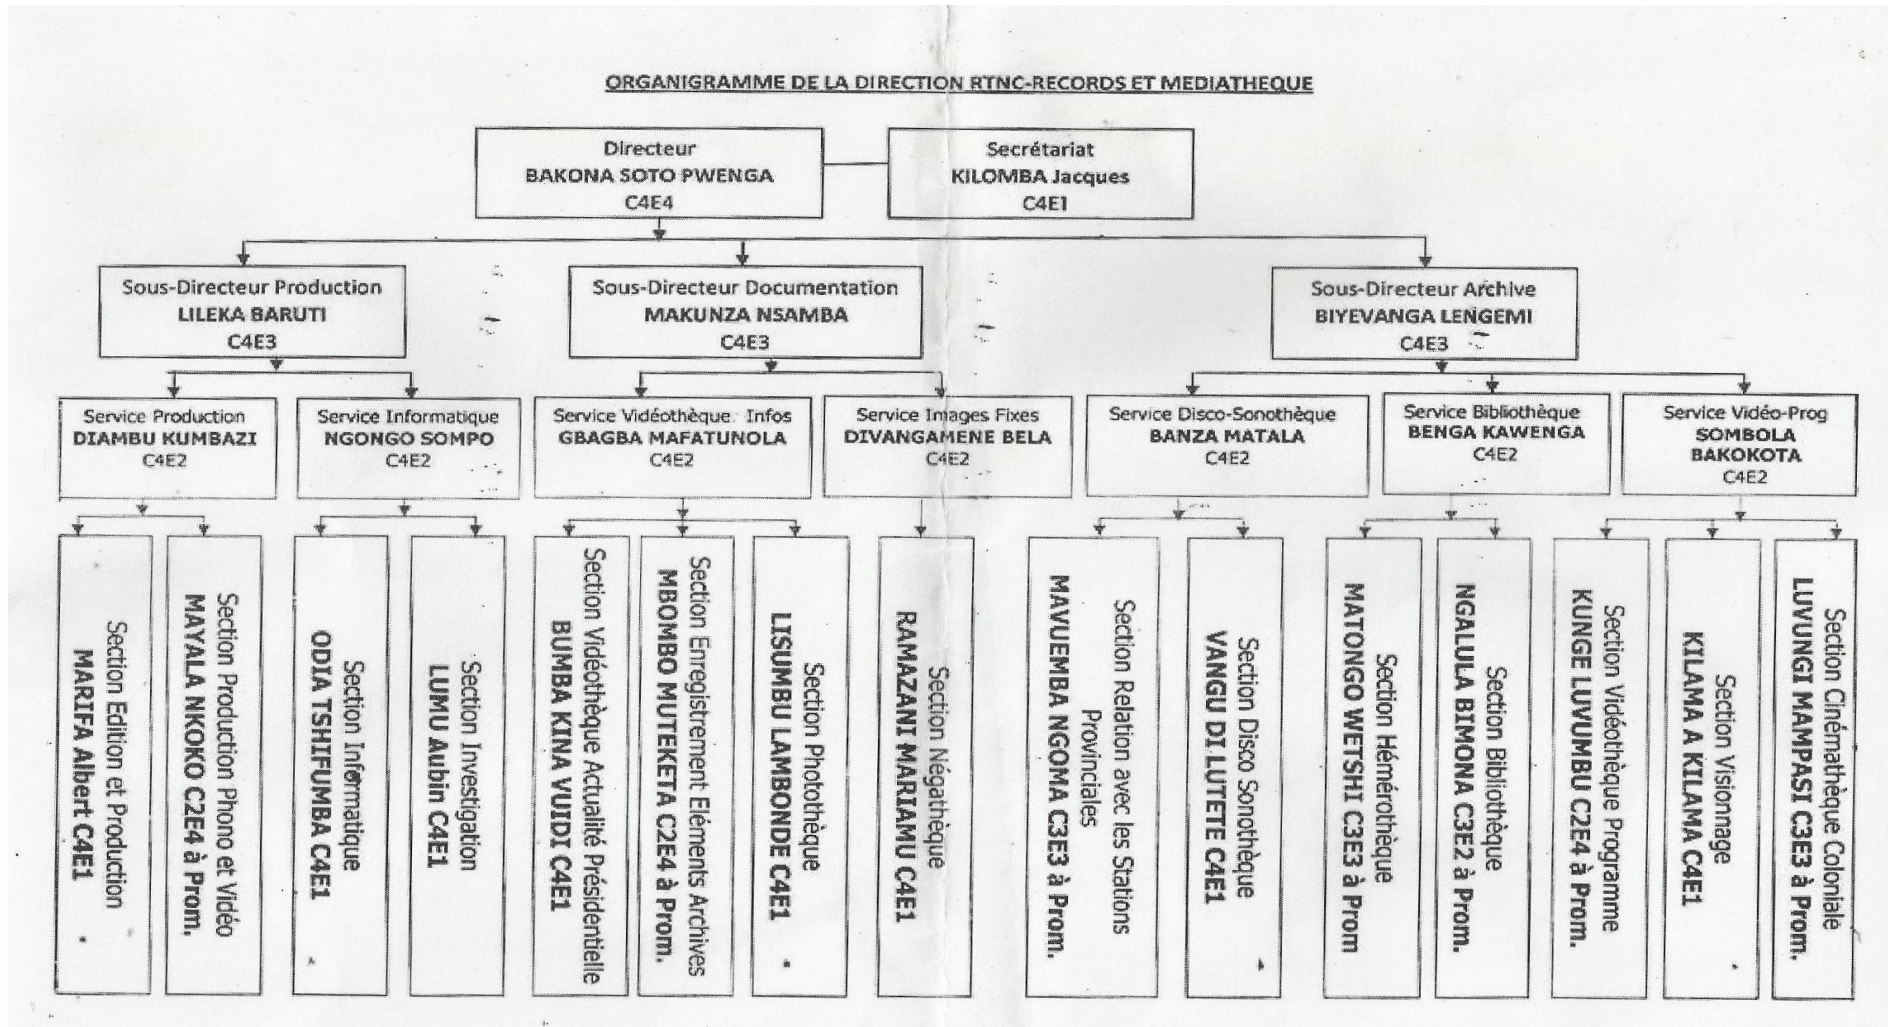 ORGANIGRAMME DE LA DIRECTION RTNC-RECORDS ET MEDIATHEQUE
Directeur
BAKONA SOTO PWENGA
C4E4
Secrétariat
KILOMBA Jacques
C4E1
Sous-Directeur Production
LILEKA BARUTI
C4E3
Sous-Directeur Documentation
MAKUNZA NSAMBA
C4E3
Sous-Directeur Archive
BIYEVANGA LENGEMI
C4E3
Service Production
DIAMBU KUMBAZI
C4E2
Service Informatique
NGONGO SOMPO
C4E2
Service Vidéothèque Infos
GBAGBA MAFATUNOLA
C4E2
Service Images Fixes
DIVANGAMENE BELA
C4E2
Service Disco-Sonothèque
BANZA MATALA
C4E2
Service Bibliothèque
BENGA KAWENGA
C4E2
Service Vidéo-Prog
SOMBOLA
BAKOKOTA
C4E2
Section Edition et Production
MARIFA Albert C4E1
Section Production Phono et Vidéo
MAYALA NKOKO C2E4 à Prom.
Section Informatique
ODIA TSHIFUMBA C4E1
Section Investigation
LUMU Aubin C4E1
Section Vidéothèque Actualité Présidentielle
BUMBA KINA VUIDI C4E1
Section Enregistrement Eléments Archives
MBOMBO MUTEKETA C2E4 à Prom.
Section Photothèque
LISUMBU LAMBONDE C4E1
Section Négathèque
RAMAZANI MARIAMU C4E1
Section Relation avec les Stations
Provinciales
MAVUEMBA NGOMA C3E3 à Prom.
Section Disco Sonothèque
VANGU DI LUTETE C4E1
Section Hémérothèque
MATONGO WETSHI C3E3 à Prom
Section Bibliothèque
NGALULA BIMONA C3E2 à Prom.
Section Vidéothèque Programme
KUNGE LUVUMBU C2E4 à Prom.
Section Visionnage
KILAMA A KILAMA C4E1
Section Cinémathèque Coloniale
LUVUNGI MAMPASI C3E3 à Prom.